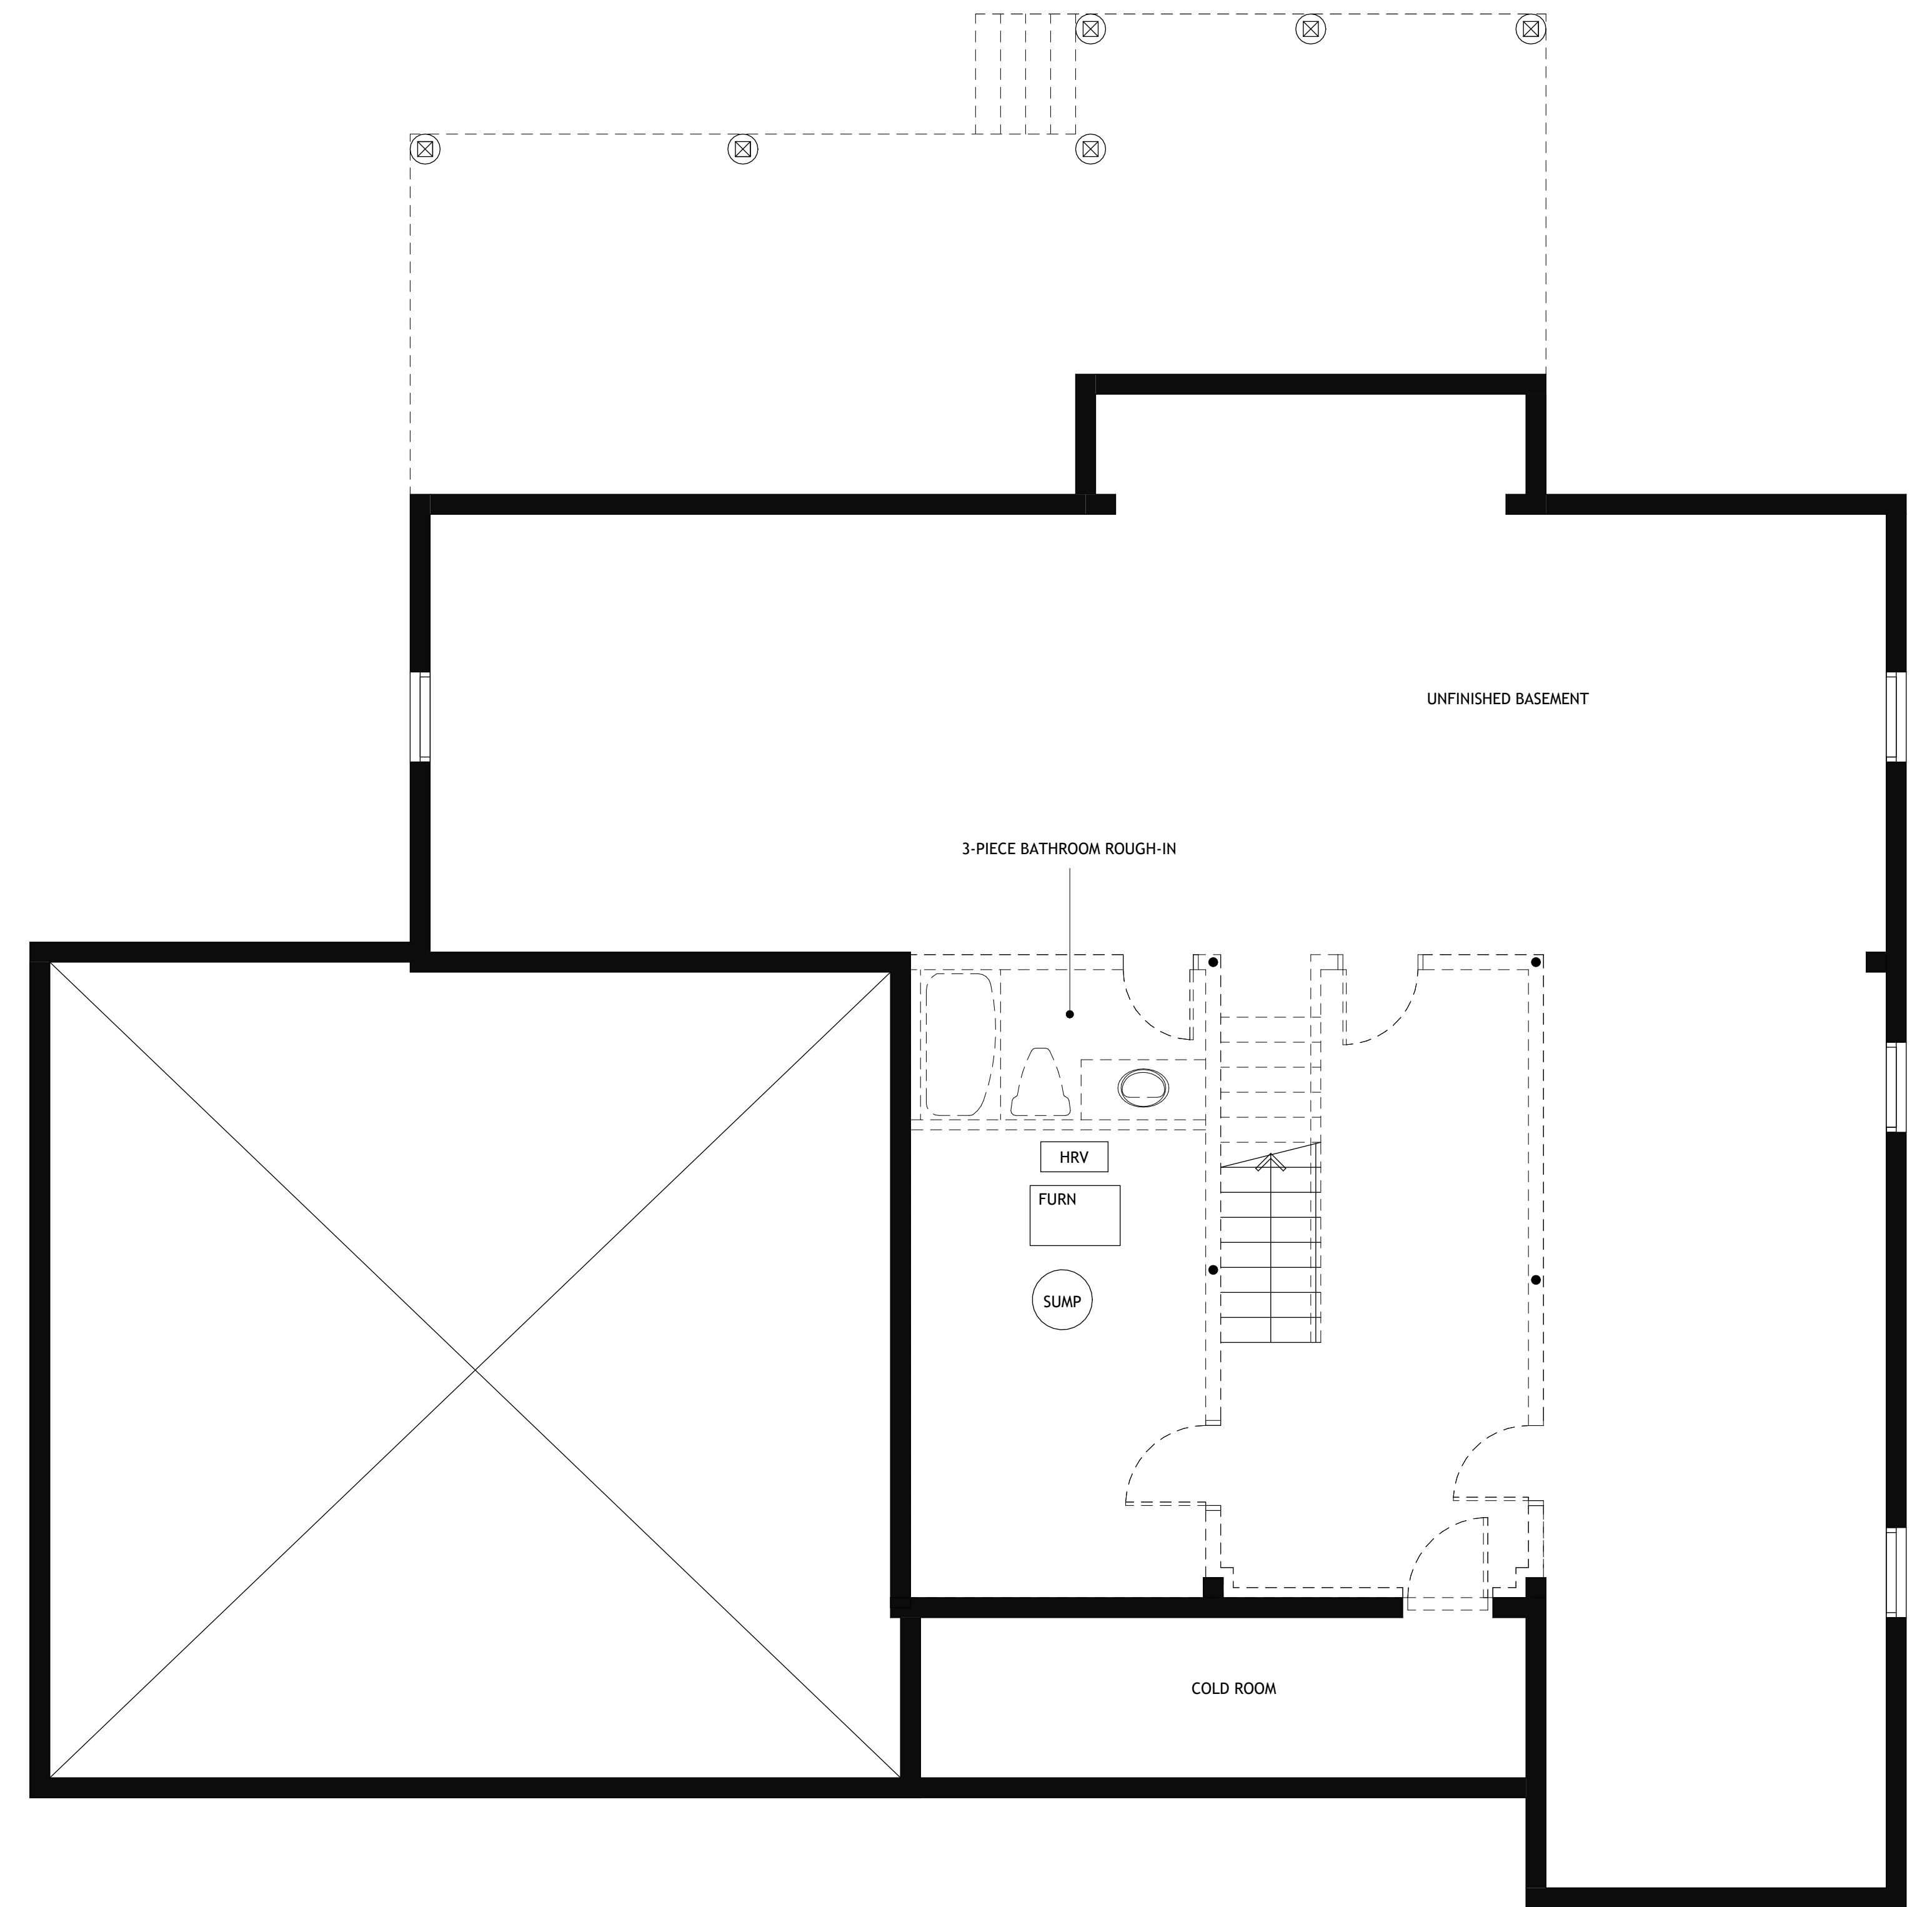 UNFINISHED BASEMENT
3-PIECE BATHROOM ROUGH-IN
HRV
FURN
SUMP
COLD ROOM